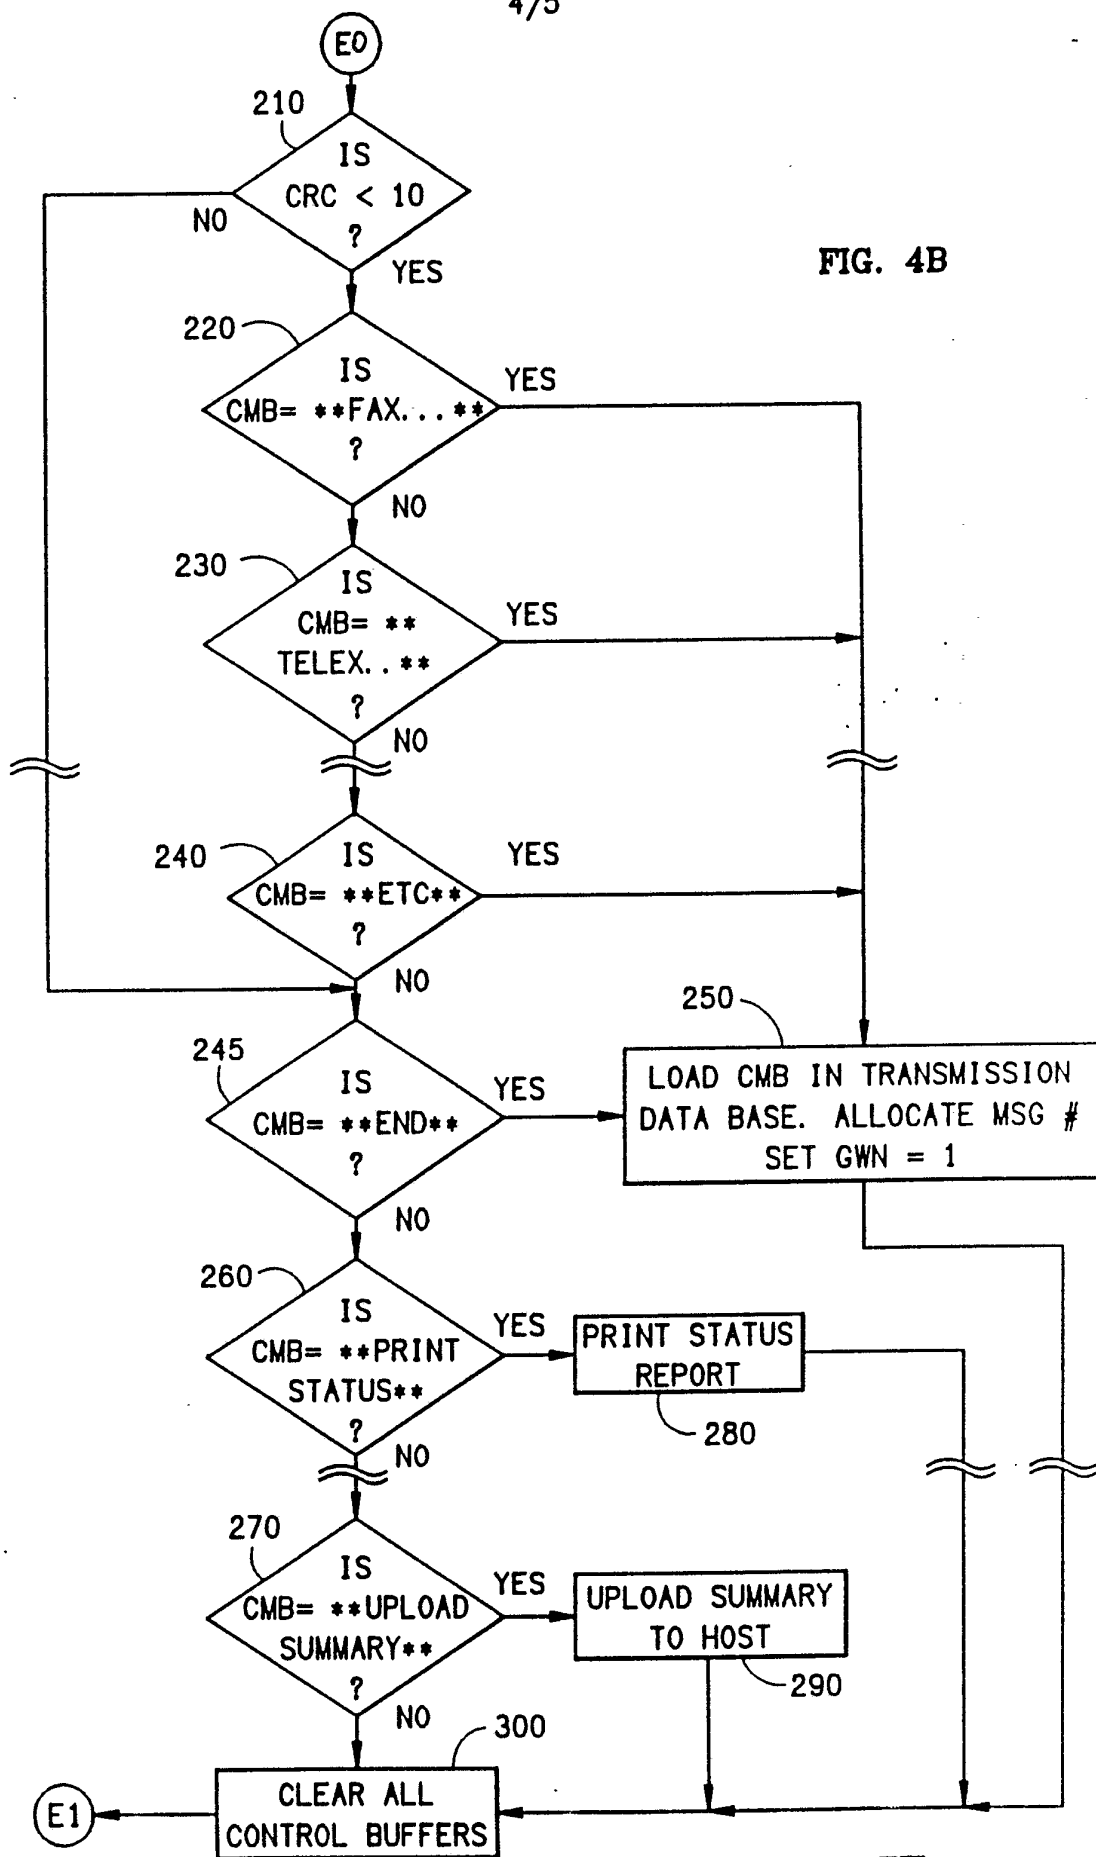 4/5
E0
210
IS
CRC < 10
?
NO
YES
FIG. 4B
220
IS
CMB= **FAX...**
?
YES
NO
230
IS
CMB= **
TELEX..**
?
YES
NO
240
IS
CMB= **ETC**
?
YES
NO
250
LOAD CMB IN TRANSMISSION
DATA BASE. ALLOCATE MSG #
SET GWN = 1
245
IS
CMB= **END**
?
YES
NO
260
IS
CMB= **PRINT
STATUS**
?
YES
NO
PRINT STATUS
REPORT
280
270
IS
CMB= **UPLOAD
SUMMARY**
?
YES
NO
UPLOAD SUMMARY
TO HOST
290
300
CLEAR ALL
CONTROL BUFFERS
E1